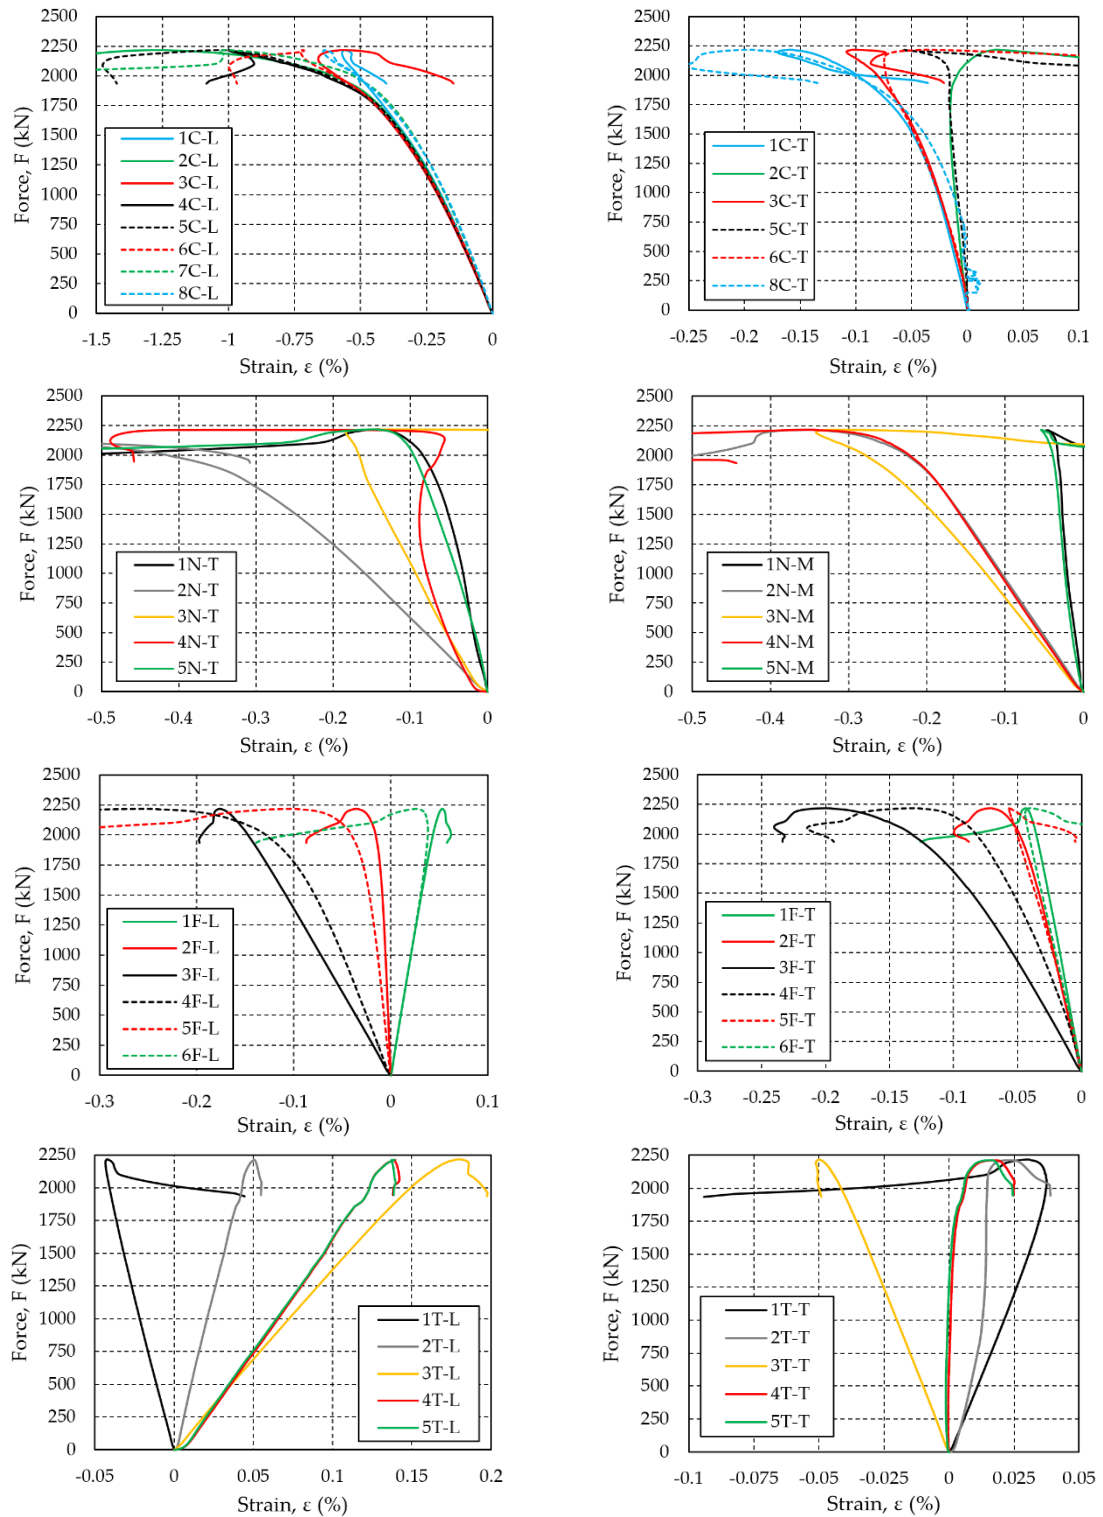 Force, F (kN)
2500
2250
2000
1750
1500
1250
1000
750
500
250
0
1C-L
2C-L
3C-L
4C-L
5C-L
6C-L
7C-L
8C-L
-1.5 -1.25 -1 -0.75 -0.5 -0.25 0
Strain, ε (%)
Force, F (kN)
2500
2250
2000
1750
1500
1250
1000
750
500
250
0
1C-T
2C-T
3C-T
5C-T
6C-T
8C-T
-0.25 -0.2 -0.15 -0.1 -0.05 0 0.05 0.1
Strain, ε (%)
Force, F (kN)
2500
2250
2000
1750
1500
1250
1000
750
500
250
0
1N-T
2N-T
3N-T
4N-T
5N-T
-0.5 -0.4 -0.3 -0.2 -0.1 0
Strain, ε (%)
Force, F (kN)
2500
2250
2000
1750
1500
1250
1000
750
500
250
0
1N-M
2N-M
3N-M
4N-M
5N-M
-0.5 -0.4 -0.3 -0.2 -0.1 0
Strain, ε (%)
Force, F (kN)
2500
2250
2000
1750
1500
1250
1000
750
500
250
0
1F-L
2F-L
3F-L
4F-L
5F-L
6F-L
-0.3 -0.2 -0.1 0 0.1
Strain, ε (%)
Force, F (kN)
2500
2250
2000
1750
1500
1250
1000
750
500
250
0
1F-T
2F-T
3F-T
4F-T
5F-T
6F-T
-0.3 -0.25 -0.2 -0.15 -0.1 -0.05 0
Strain, ε (%)
Force, F (kN)
2250
2000
1750
1500
1250
1000
750
500
250
0
1T-L
2T-L
3T-L
4T-L
5T-L
-0.05 0 0.05 0.1 0.15 0.2
Strain, ε (%)
Force, F (kN)
2250
2000
1750
1500
1250
1000
750
500
250
0
1T-T
2T-T
3T-T
4T-T
5T-T
-0.1 -0.075 -0.05 -0.025 0 0.025 0.05
Strain, ε (%)